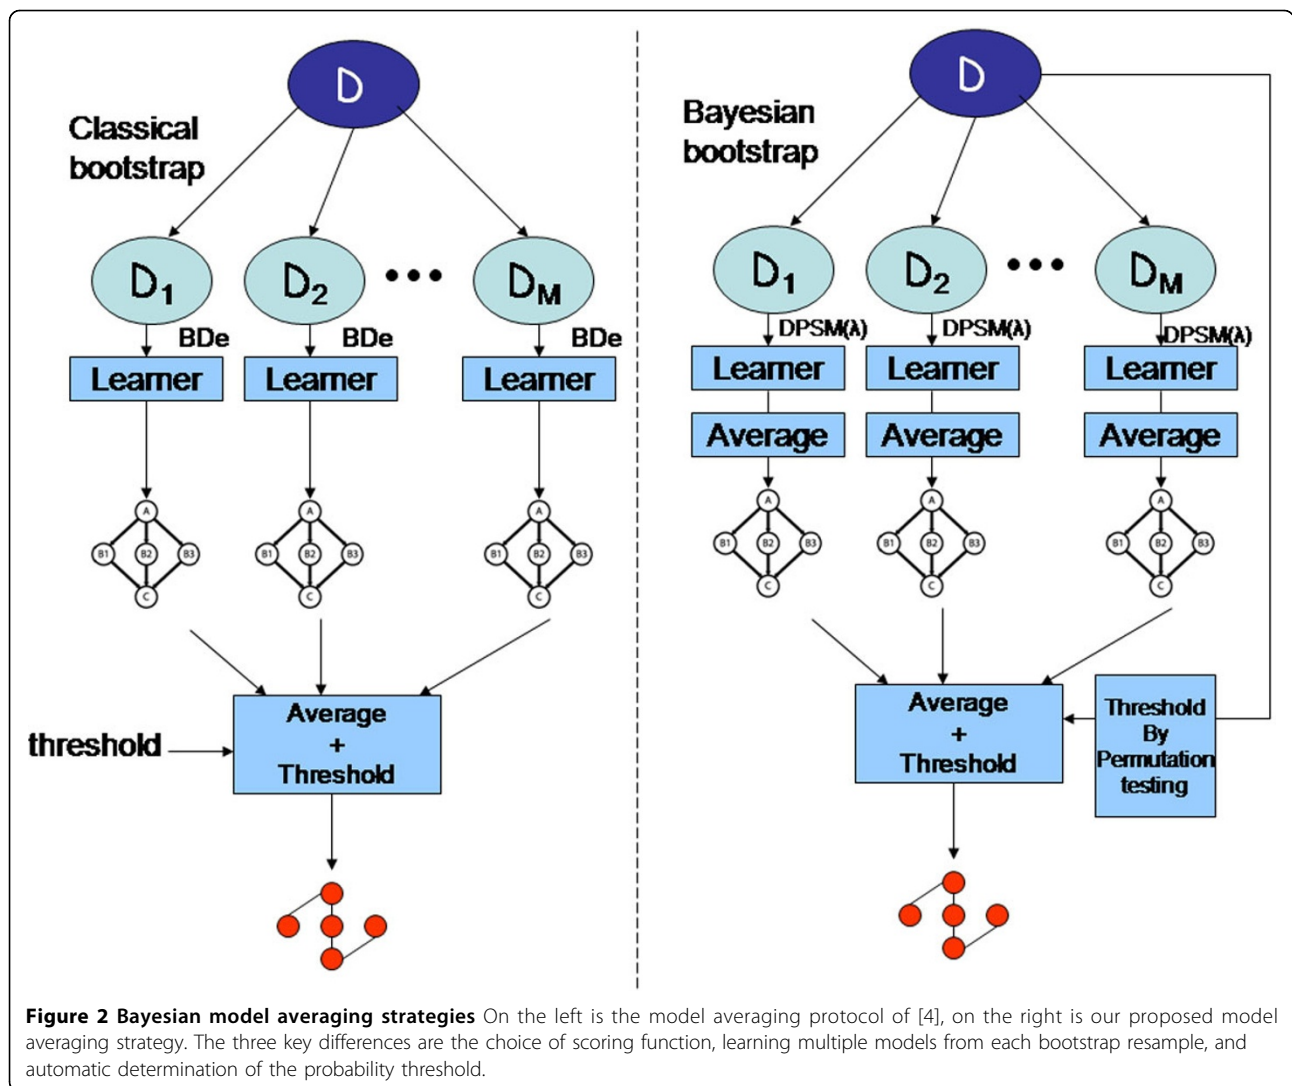 D
Classical
bootstrap
D1 D2 ••• DM
BDe BDe BDe
Learner Learner Learner
A A A
B1 B2 B3 B1 B2 B3 B1 B2 B3
C C C
threshold
Average
+
Threshold
D
Bayesian
bootstrap
D1 D2 ••• DM
DPSM(λ) DPSM(λ) DPSM(λ)
Learner Learner Learner
Average Average Average
A A A
B1 B2 B3 B1 B2 B3 B1 B2 B3
C C C
Average
+
Threshold
Threshold
By
Permutation
testing
Figure 2 Bayesian model averaging strategies On the left is the model averaging protocol of [4], on the right is our proposed model
averaging strategy. The three key differences are the choice of scoring function, learning multiple models from each bootstrap resample, and
automatic determination of the probability threshold.